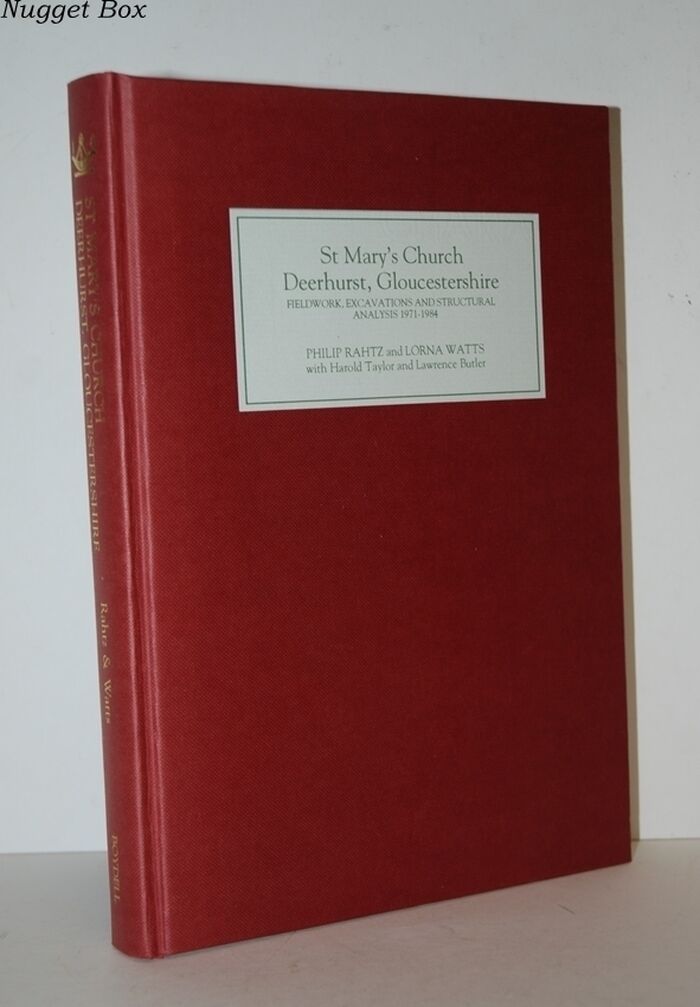 Nugget Box
St Mary's Church
Deerhurst, Gloucestershire
FIELDWORK, EXCAVATIONS AND STRUCTURAL
ANALYSIS 1971-1984
PHILIP RAHTZ and LORNA WATTS
with Harold Taylor and Lawrence Butler
ST MARY'S CHURCH
DEERHURST, GLOUCESTERSHIRE
Rahtz & Watts
BOYDELL